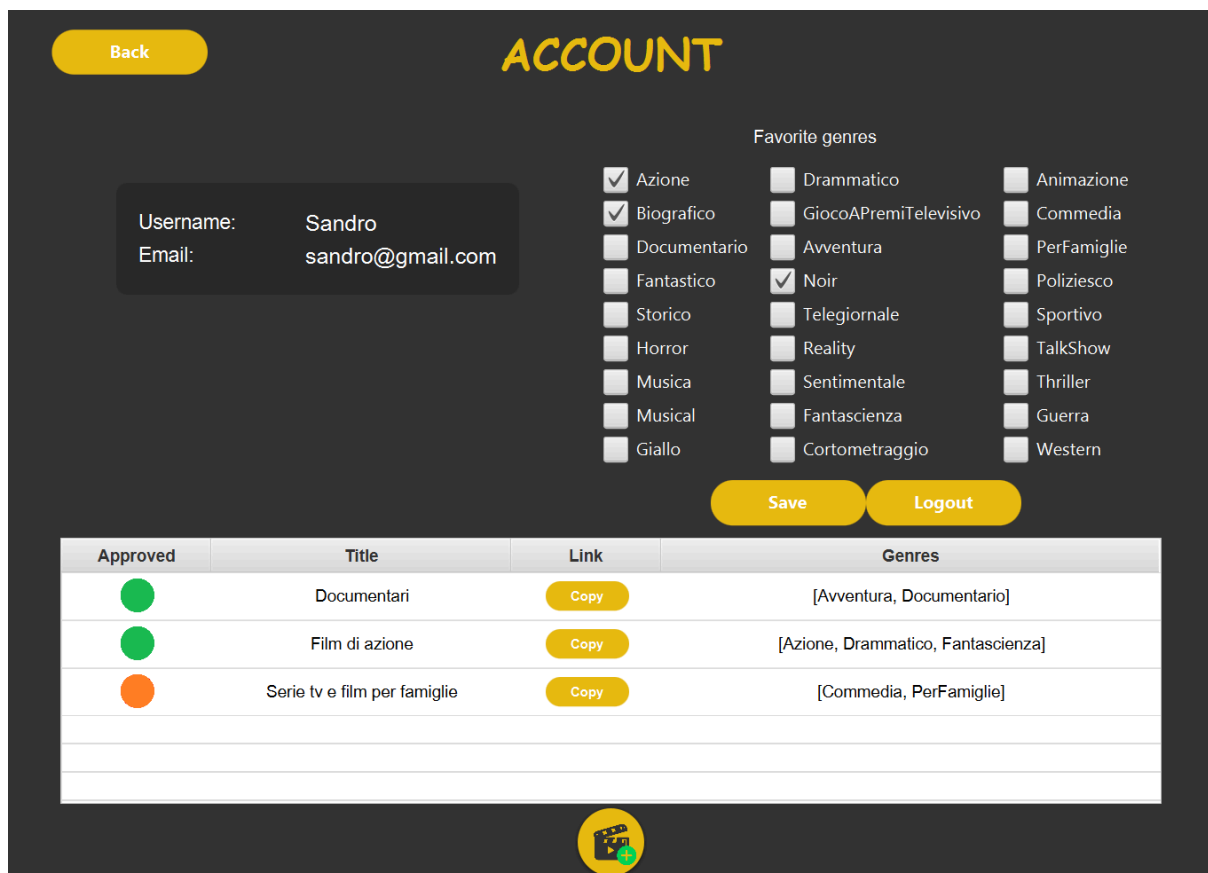 Back
ACCOUNT
Favorite genres
Username: Sandro
Email: sandro@gmail.com
Azione Drammatico Animazione
Biografico GiocoAPremiTelevisivo Commedia
Documentario Avventura PerFamiglie
Fantastico Noir Poliziesco
Storico Telegiornale Sportivo
Horror Reality TalkShow
Musica Sentimentale Thriller
Musical Fantascienza Guerra
Giallo Cortometraggio Western
Save Logout
Approved Title Link Genres
Documentari Copy [Avventura, Documentario]
Film di azione Copy [Azione, Drammatico, Fantascienza]
Serie tv e film per famiglie Copy [Commedia, PerFamiglie]